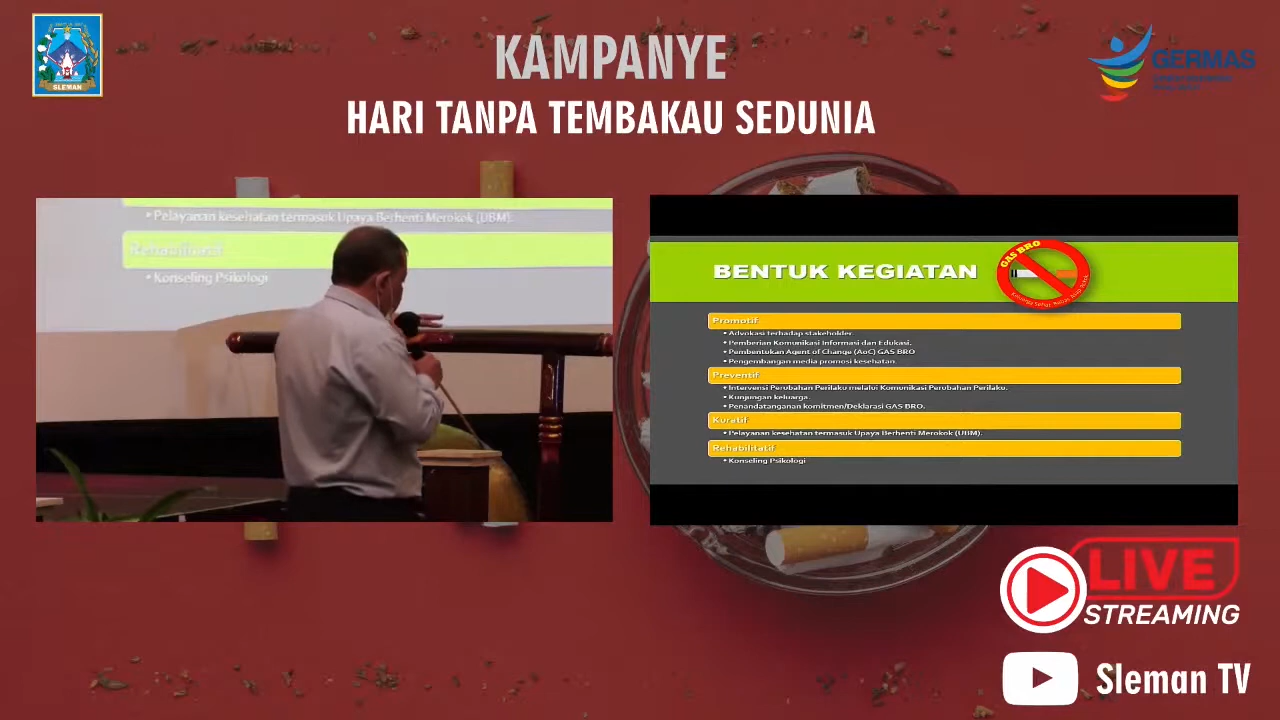 KAMPANYE
HARI TANPA TEMBAKAU SEDUNIA
SLEMAN
GERMAS
• Pelayanan kesehatan termasuk Upaya Berhenti Merokok (UBM).
Rehabilitatif
• Konseling Psikologi
BENTUK KEGIATAN
GAS BRO
Promotif
• Advokasi terhadap stakeholder.
• Pemberian Komunikasi Informasi dan Edukasi.
• Pembentukan Agent of Change (AoC) GAS BRO
• Pengembangan media promosi kesehatan
Preventif
• Intervensi Perubahan Perilaku melalui Komunikasi Perubahan Perilaku.
• Kunjungan keluarga.
• Penandatanganan komitmen/Deklarasi GAS BRO.
Kuratif
• Pelayanan kesehatan termasuk Upaya Berhenti Merokok (UBM).
Rehabilitatif
• Konseling Psikologi
LIVE
STREAMING
Sleman TV